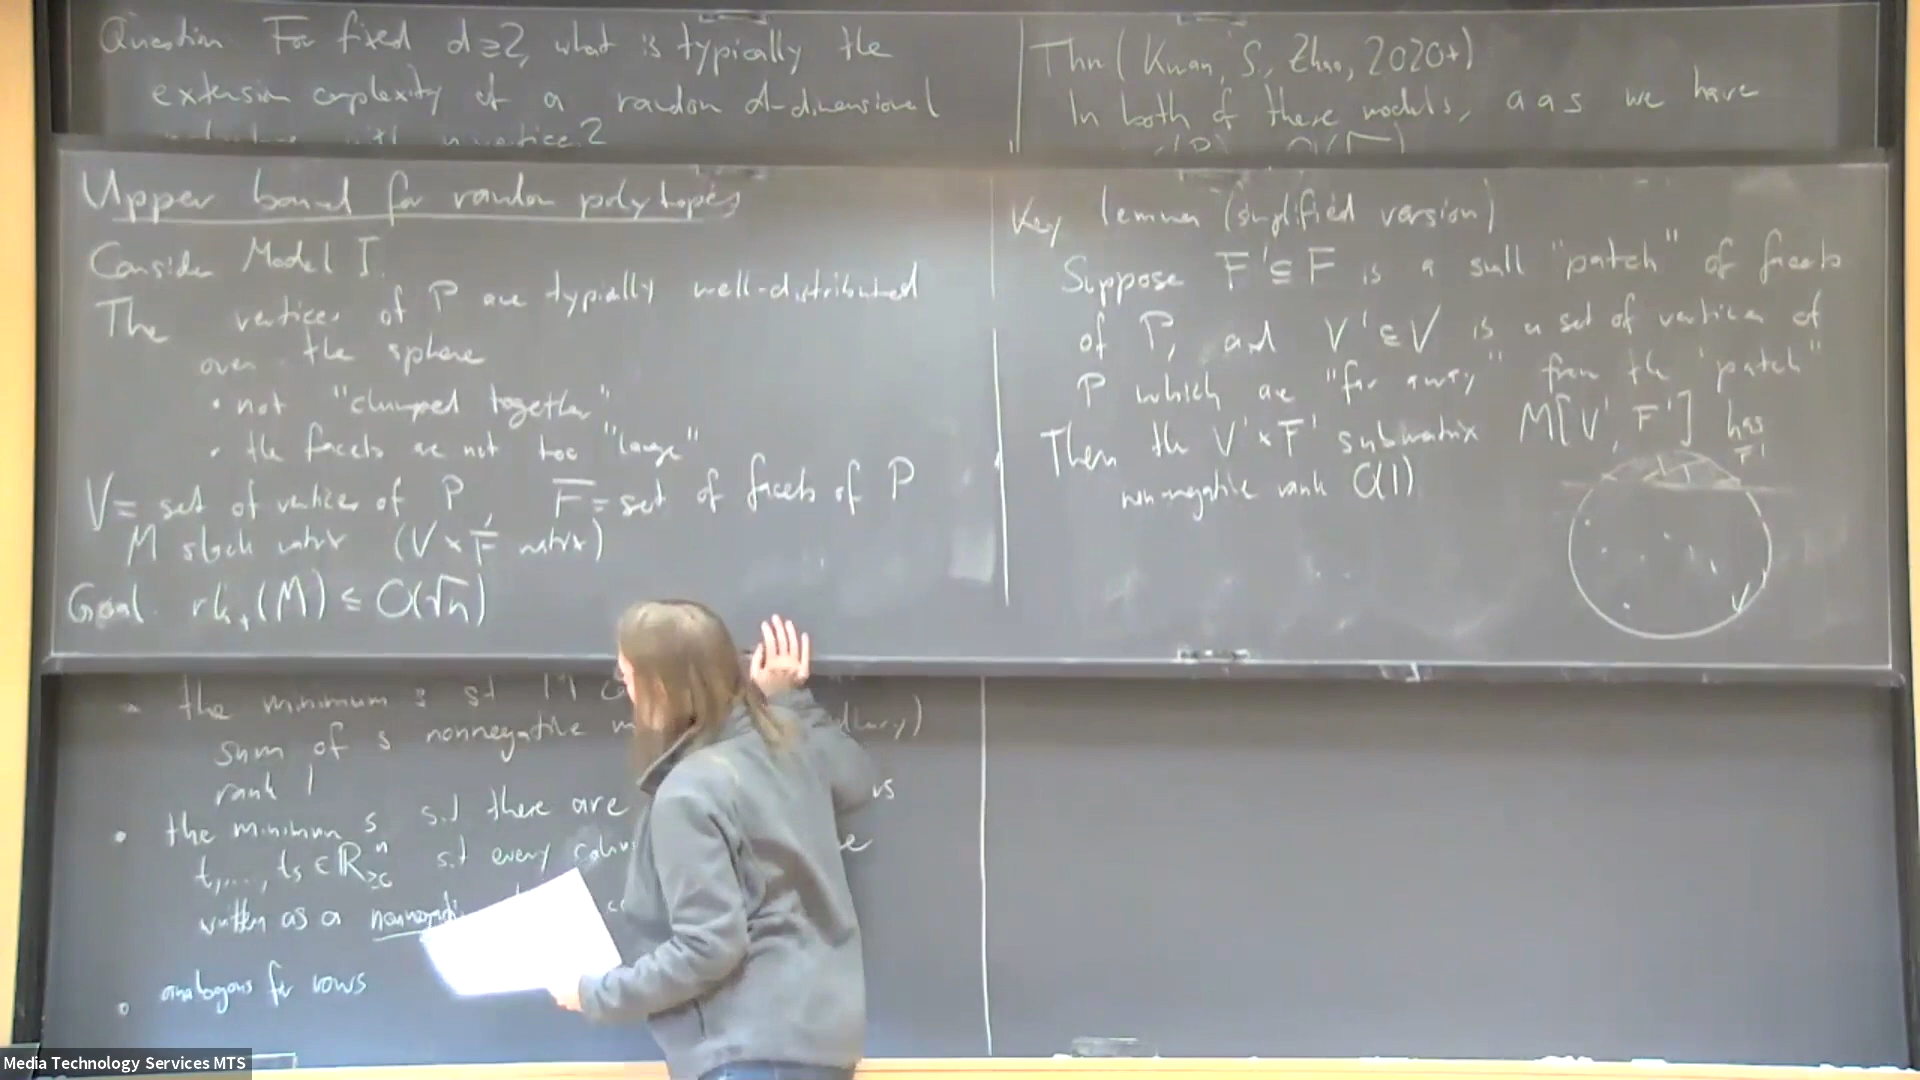 Question For fixed d≥2, what is typically the
extension complexity of a random d-dimensional
with n vertices?
Thm (Kwan, S., Zhao, 2020+)
In both of these models, aas we have
Upper bound for random polytopes
Consider Model I.
The vertices of P are typically well-distributed
over the sphere
• not "clumped together"
• the facets are not too "large"
V = set of vertices of P, F = set of facets of P
M slack matrix (V × F matrix)
Goal. rk₊(M) ≤ O(√n)
Key lemma (simplified version)
Suppose F' ⊆ F is a small "patch" of facets
of P, and V' ⊆ V is a set of vertices of
P which are "far away" from the "patch"
Then the V' × F' submatrix M[V', F'] has
non-negative rank O(1)
F'
V
• the minimum s s.t.
sum of s nonnegative
rank 1
• the minimum s s.t there are
t₁,..., tₛ ∈ ℝⁿ≥0 s.t every
written as a
• analogous for rows
Media Technology Services MTS